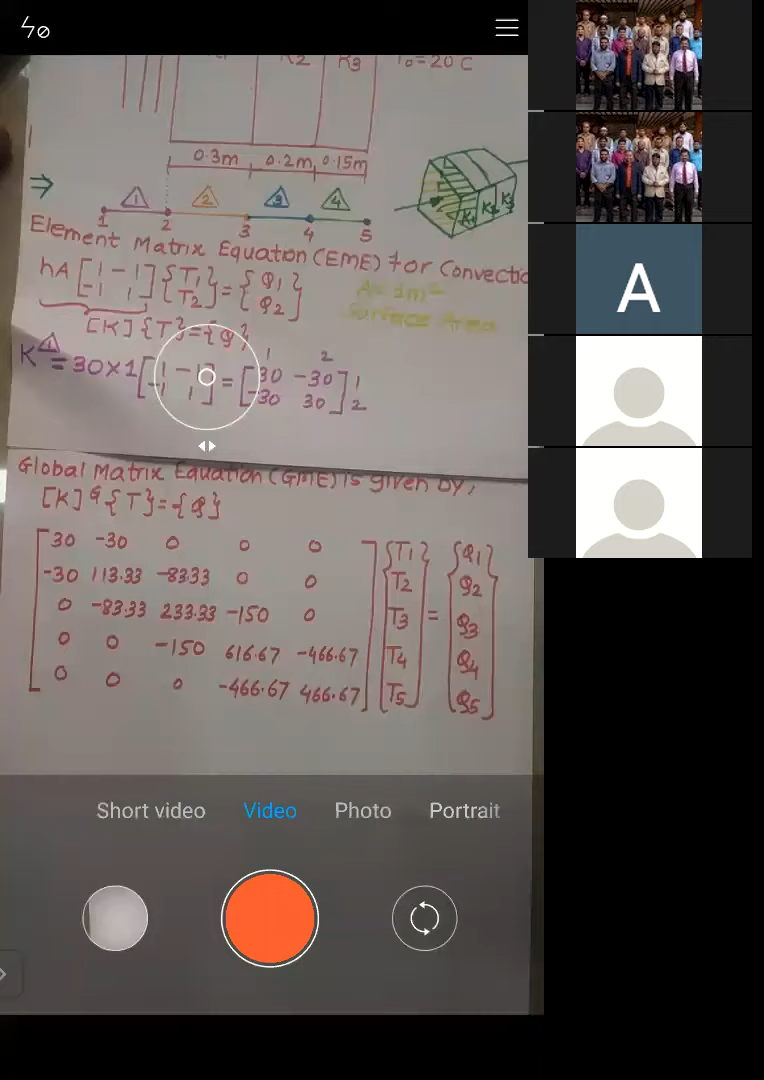 K2 K3 T0 = 20 C
0.3m 0.2m 0.15m
⇒
1 2 3 4
1 2 3 4 5
Element Matrix Equation (EME) for Convectio
hA [1 -1 {T1 = {Q1
-1 1] T2} Q2}
A = 1m²
Surface Area
K1 K2 K3
[K]{T}={Q}
1 2
K 1 = 30×1 [1 -1 = [30 -30 1
-1 1] -30 30] 2
Global Matrix Equation (GME) is given by,
[K]G{T}={Q}
30 -30 0 0 0 T1 Q1
-30 113.33 -83.33 0 0 T2 Q2
0 -83.33 233.33 -150 0 T3 = Q3
0 0 -150 616.67 -466.67 T4 Q4
0 0 0 -466.67 466.67 T5 Q5
A
Short video Video Photo Portrait